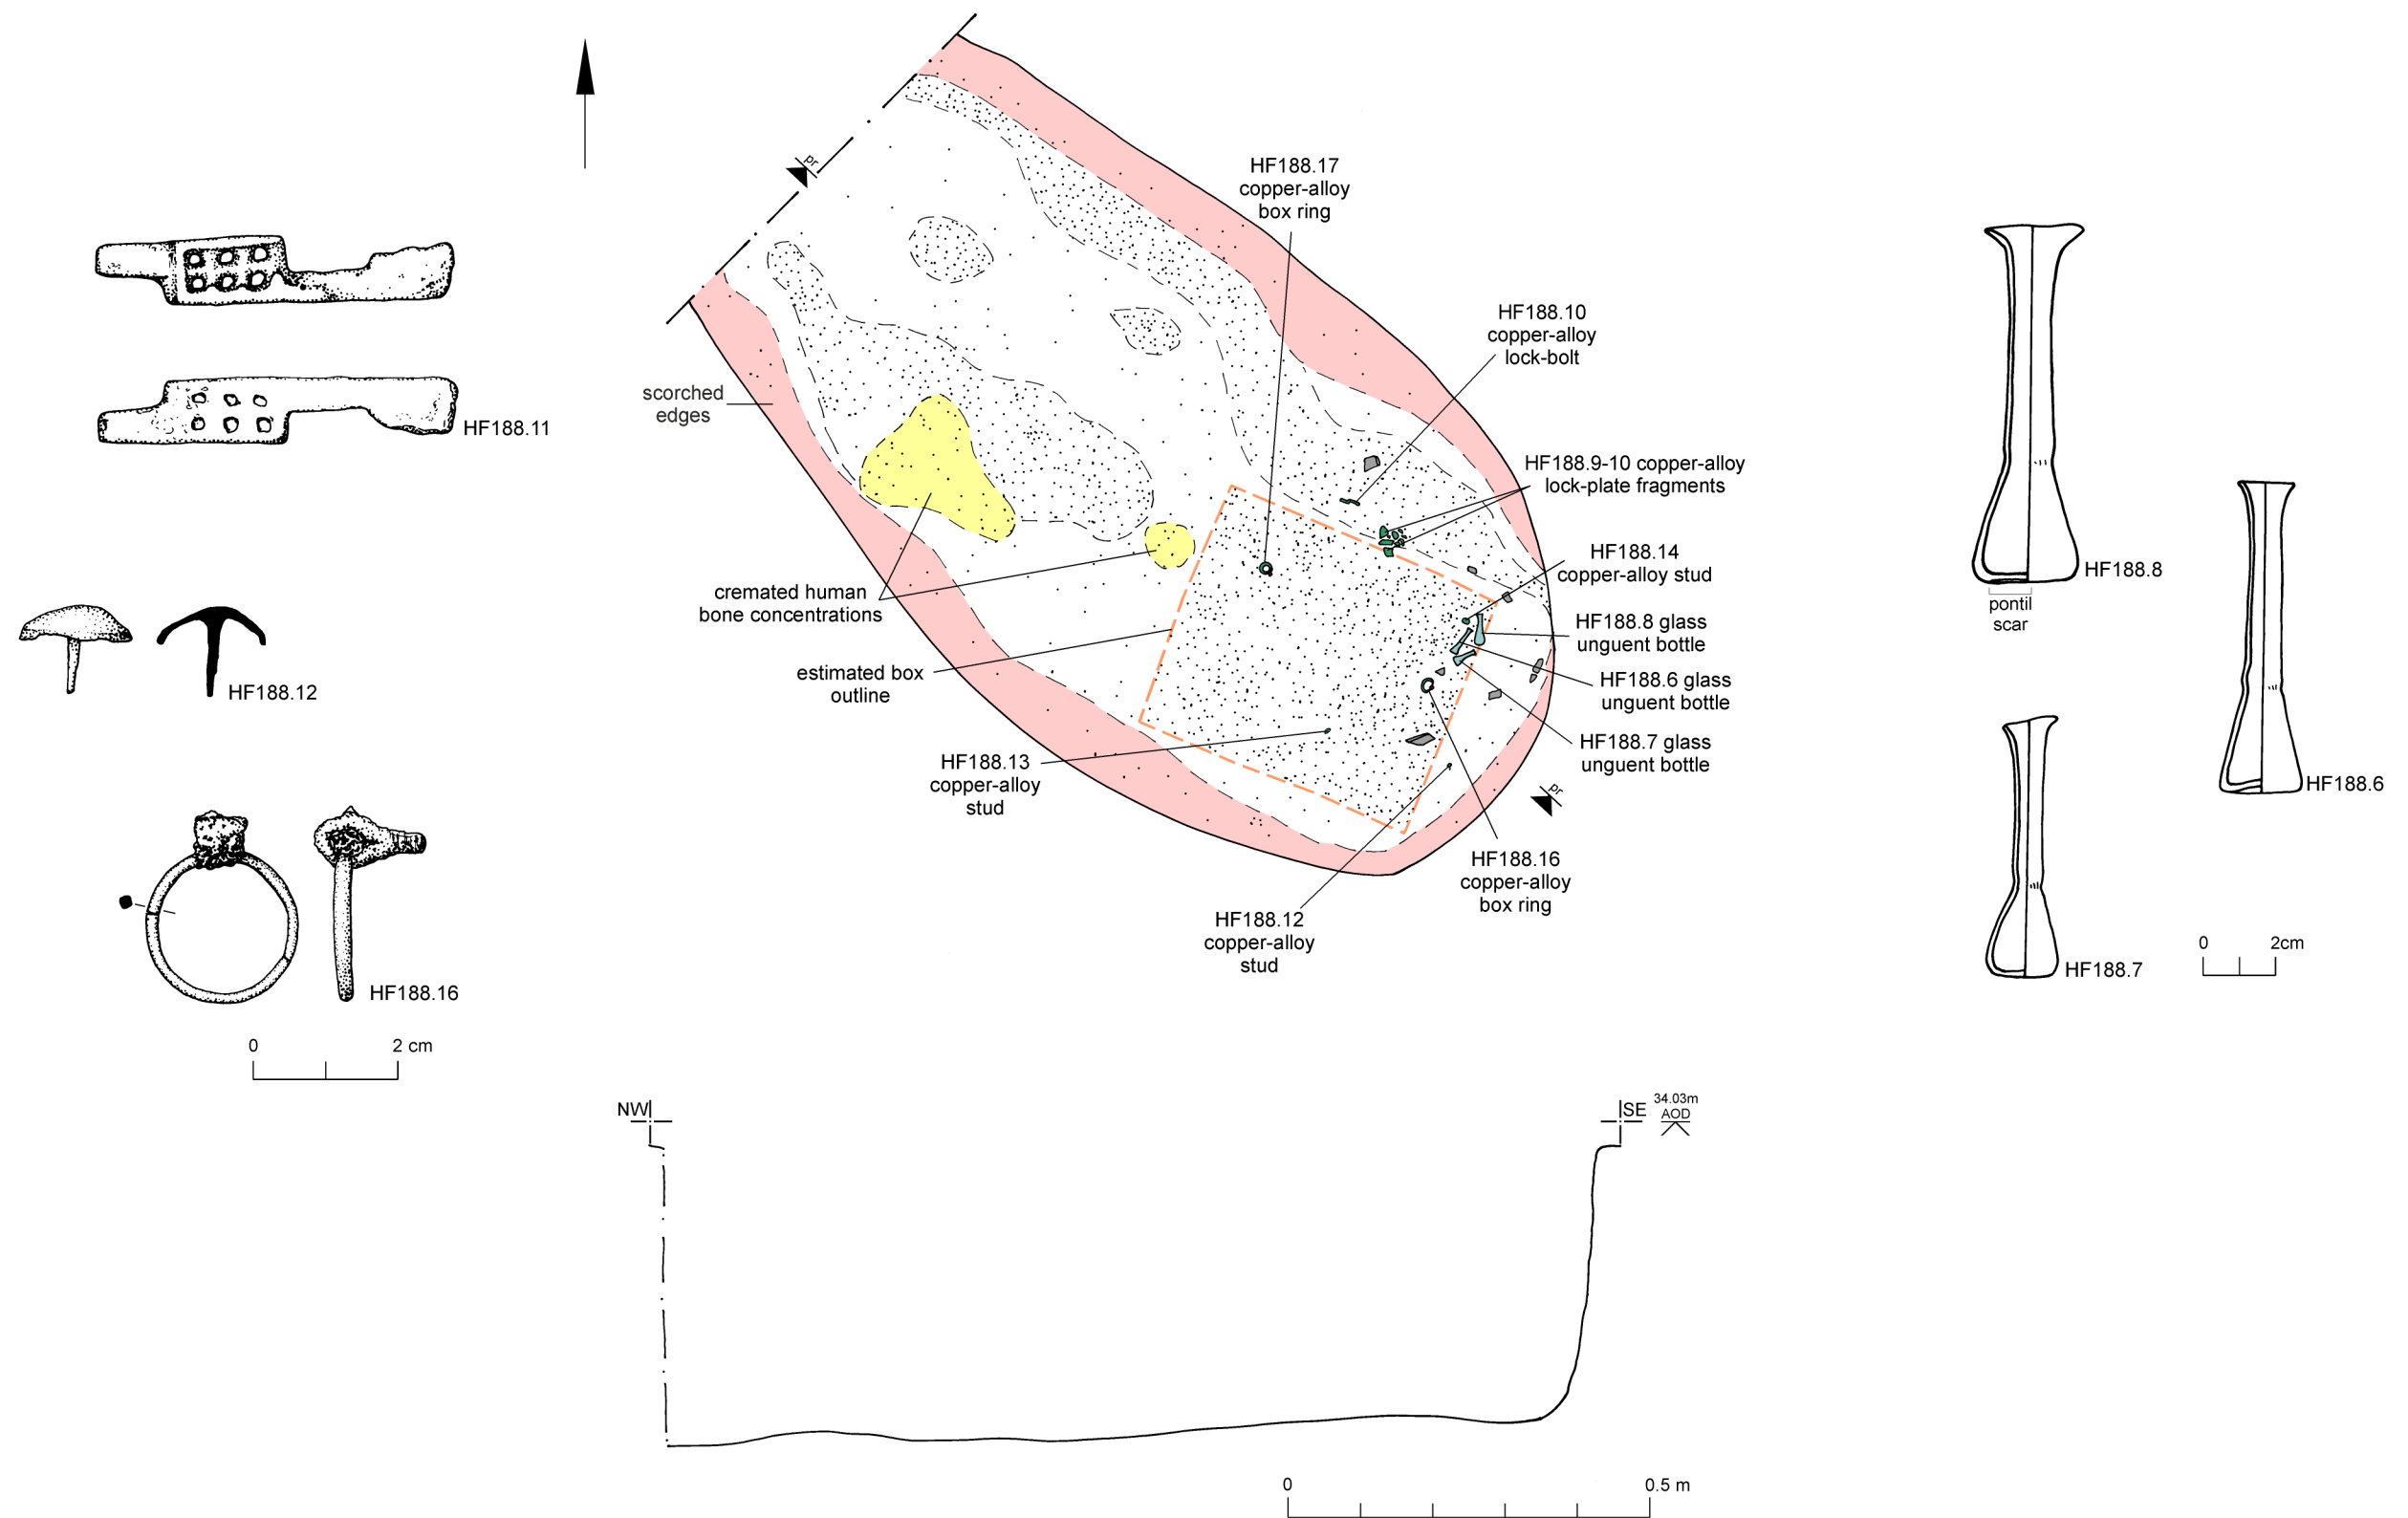 pr
HF188.17
copper-alloy
box ring
HF188.10
copper-alloy
lock-bolt
scorched
edges
HF188.11
HF188.9-10 copper-alloy
lock-plate fragments
HF188.14
copper-alloy stud
HF188.8
pontil
scar
cremated human
bone concentrations
HF188.8 glass
unguent bottle
estimated box
outline
HF188.6 glass
unguent bottle
HF188.12
HF188.7 glass
unguent bottle
HF188.13
copper-alloy
stud
pr
HF188.6
HF188.16
copper-alloy
box ring
HF188.12
copper-alloy
stud
HF188.16
0 2 cm
HF188.7
0 2cm
NW
SE
34.03m
AOD
0 0.5 m